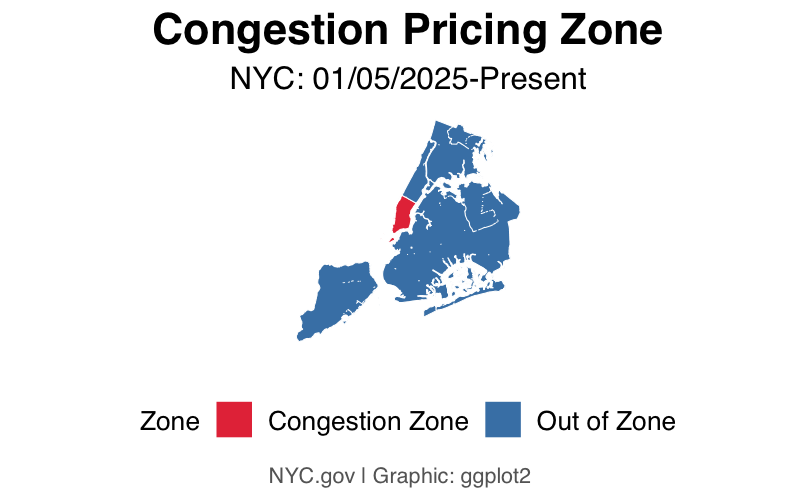 Congestion Pricing Zone
NYC: 01/05/2025-Present
Zone Congestion Zone Out of Zone
NYC.gov | Graphic: ggplot2